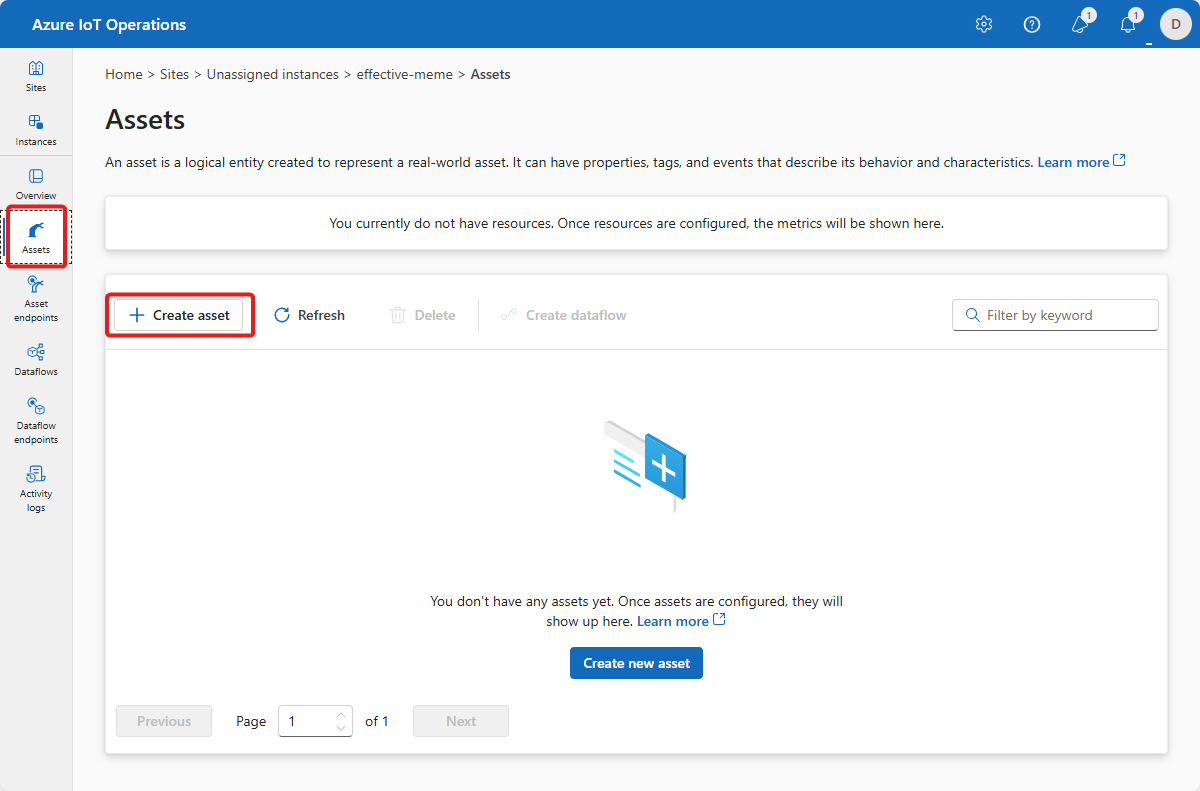 Azure IoT Operations
1
1
D
Sites
Instances
Overview
Assets
Asset
endpoints
Dataflows
Dataflow
endpoints
Activity
logs
Home > Sites > Unassigned instances > effective-meme > Assets
Assets
An asset is a logical entity created to represent a real-world asset. It can have properties, tags, and events that describe its behavior and characteristics. Learn more
You currently do not have resources. Once resources are configured, the metrics will be shown here.
Create asset
Refresh
Delete
Create dataflow
Filter by keyword
You don't have any assets yet. Once assets are configured, they will
show up here. Learn more
Create new asset
Previous
Page 1 of 1
Next